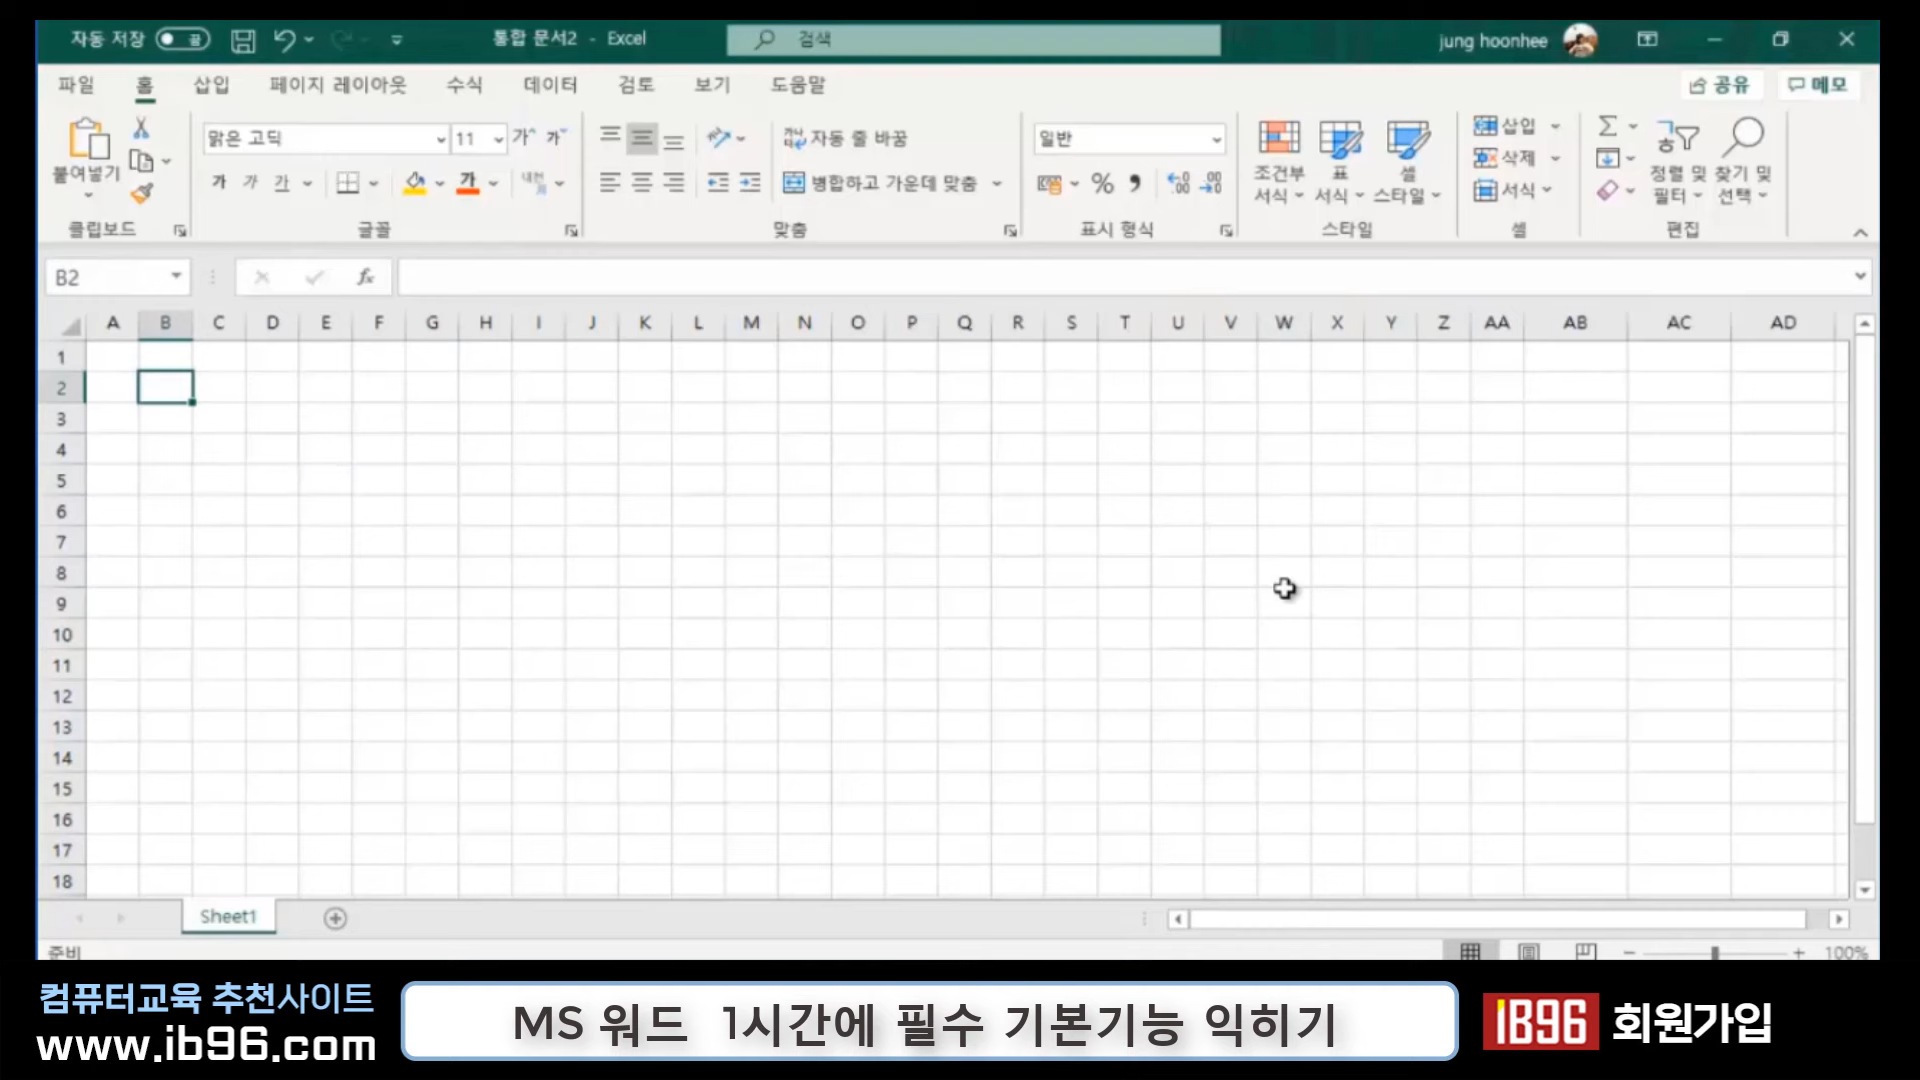 자동 저장 끌 통합 문서2 - Excel 검색 jung hoonhee
파일 홈 삽입 페이지 레이아웃 수식 데이터 검토 보기 도움말 공유 메모
붙여넣기 맑은 고딕 11 가 가 자동 줄 바꿈 일반 조건부 서식 표 서식 셀 스타일 삽입 정렬 및 필터 찾기 및 선택
삭제
가 가 가 가 병합하고 가운데 맞춤 % 서식
클립보드 글꼴 맞춤 표시 형식 스타일 셀 편집
B2 fx
A B C D E F G H I J K L M N O P Q R S T U V W X Y Z AA AB AC AD
1
2
3
4
5
6
7
8
9
10
11
12
13
14
15
16
17
18
Sheet1
준비 100%
컴퓨터교육 추천사이트
www.ib96.com
MS 워드 1시간에 필수 기본기능 익히기
IB96 회원가입